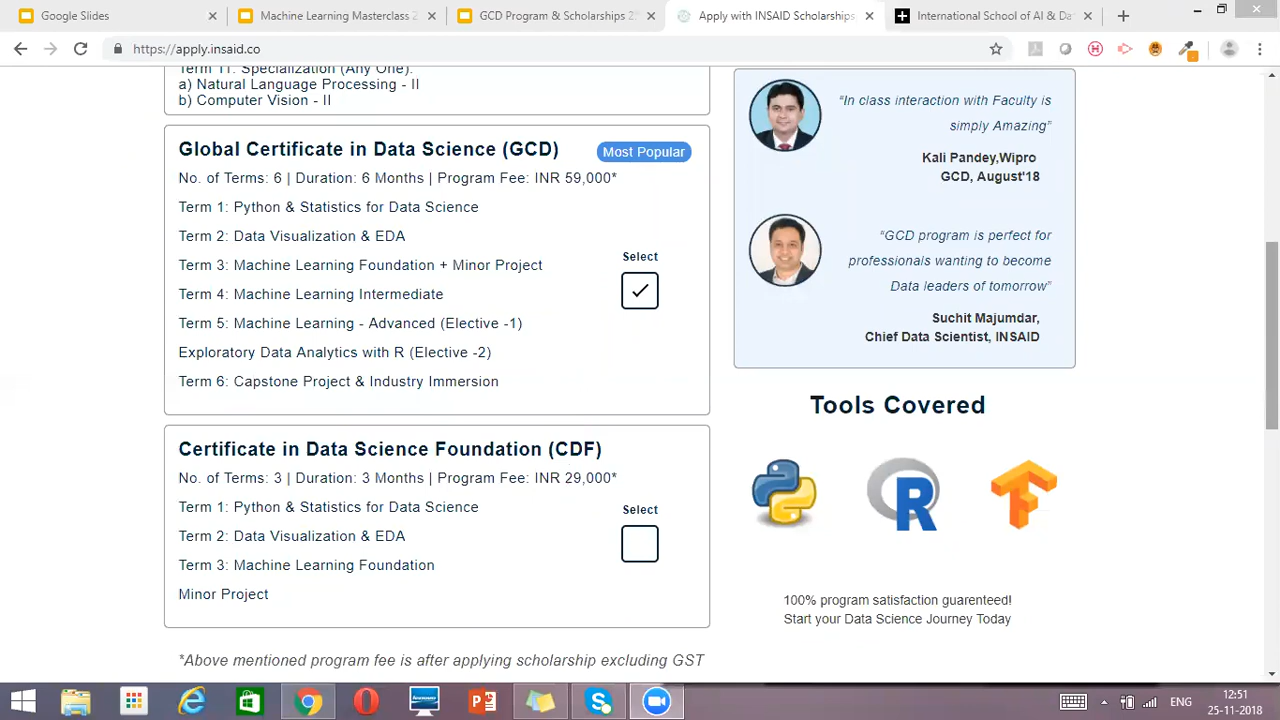 Google Slides
Machine Learning Masterclass 2
GCD Program & Scholarships 2
Apply with INSAID Scholarships
International School of AI & Da
https://apply.insaid.co
Term 11: Specialization (Any One):
a) Natural Language Processing - II
b) Computer Vision - II
Global Certificate in Data Science (GCD)
Most Popular
No. of Terms: 6 | Duration: 6 Months | Program Fee: INR 59,000*
Term 1: Python & Statistics for Data Science
Term 2: Data Visualization & EDA
Term 3: Machine Learning Foundation + Minor Project
Term 4: Machine Learning Intermediate
Term 5: Machine Learning - Advanced (Elective -1)
Exploratory Data Analytics with R (Elective -2)
Term 6: Capstone Project & Industry Immersion
Select
Certificate in Data Science Foundation (CDF)
No. of Terms: 3 | Duration: 3 Months | Program Fee: INR 29,000*
Term 1: Python & Statistics for Data Science
Term 2: Data Visualization & EDA
Term 3: Machine Learning Foundation
Minor Project
Select
*Above mentioned program fee is after applying scholarship excluding GST
“In class interaction with Faculty is
simply Amazing”
Kali Pandey,Wipro
GCD, August'18
“GCD program is perfect for
professionals wanting to become
Data leaders of tomorrow”
Suchit Majumdar,
Chief Data Scientist, INSAID
Tools Covered
R
100% program satisfaction guarenteed!
Start your Data Science Journey Today
ENG
12:51
25-11-2018